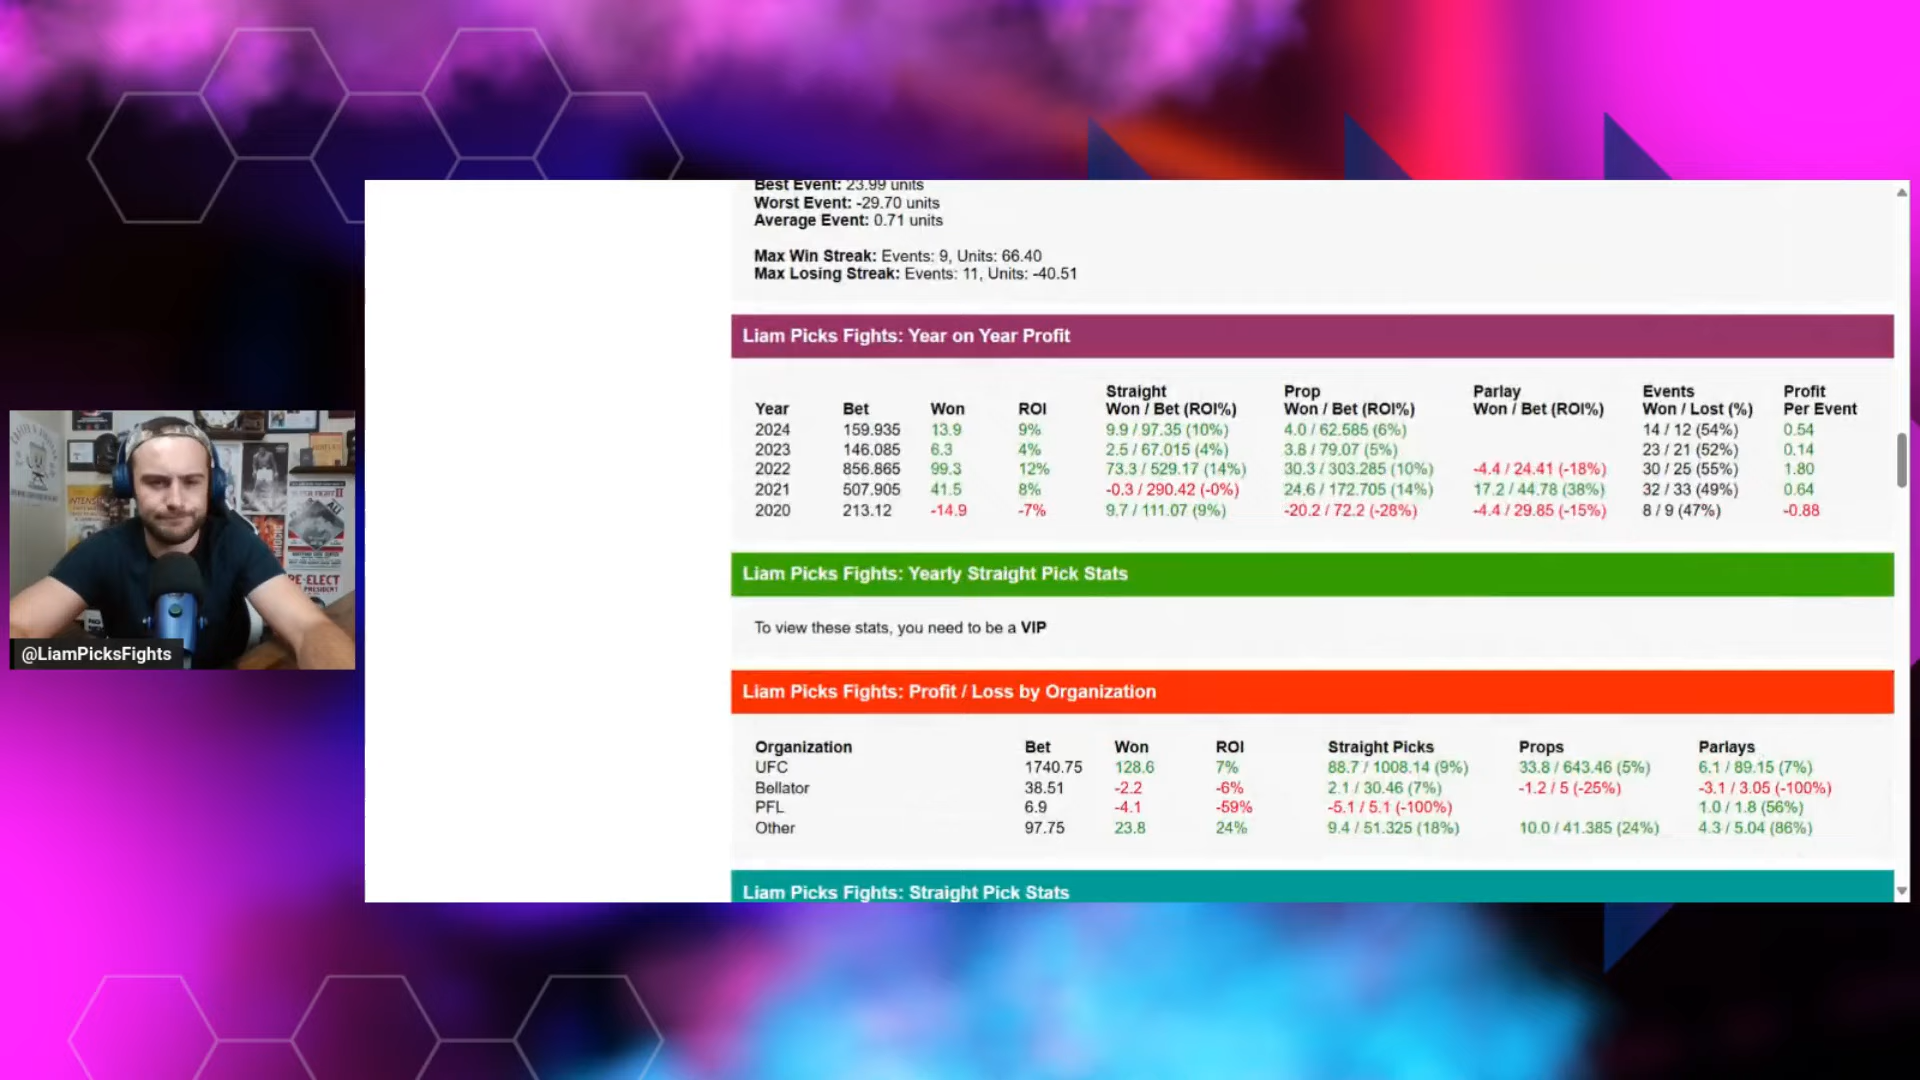 Best Event: 23.99 units
Worst Event: -29.70 units
Average Event: 0.71 units
Max Win Streak: Events: 9, Units: 66.40
Max Losing Streak: Events: 11, Units: -40.51
Liam Picks Fights: Year on Year Profit
Straight Prop Parlay Events Profit
Year Bet Won ROI Won / Bet (ROI%) Won / Bet (ROI%) Won / Bet (ROI%) Won / Lost (%) Per Event
2024 159.935 13.9 9% 9.9 / 97.35 (10%) 4.0 / 62.585 (6%) 14 / 12 (54%) 0.54
2023 146.085 6.3 4% 2.5 / 67.015 (4%) 3.8 / 79.07 (5%) 23 / 21 (52%) 0.14
2022 856.865 99.3 12% 73.3 / 529.17 (14%) 30.3 / 303.285 (10%) -4.4 / 24.41 (-18%) 30 / 25 (55%) 1.80
2021 507.905 41.5 8% -0.3 / 290.42 (-0%) 24.6 / 172.705 (14%) 17.2 / 44.78 (38%) 32 / 33 (49%) 0.64
2020 213.12 -14.9 -7% 9.7 / 111.07 (9%) -20.2 / 72.2 (-28%) -4.4 / 29.85 (-15%) 8 / 9 (47%) -0.88
Liam Picks Fights: Yearly Straight Pick Stats
To view these stats, you need to be a VIP
Liam Picks Fights: Profit / Loss by Organization
Organization Bet Won ROI Straight Picks Props Parlays
UFC 1740.75 128.6 7% 88.7 / 1008.14 (9%) 33.8 / 643.46 (5%) 6.1 / 89.15 (7%)
Bellator 38.51 -2.2 -6% 2.1 / 30.46 (7%) -1.2 / 5 (-25%) -3.1 / 3.05 (-100%)
PFL 6.9 -4.1 -59% -5.1 / 5.1 (-100%) 1.0 / 1.8 (56%)
Other 97.75 23.8 24% 9.4 / 51.325 (18%) 10.0 / 41.385 (24%) 4.3 / 5.04 (86%)
Liam Picks Fights: Straight Pick Stats
RE-ELECT
PRESIDENT
@LiamPicksFights